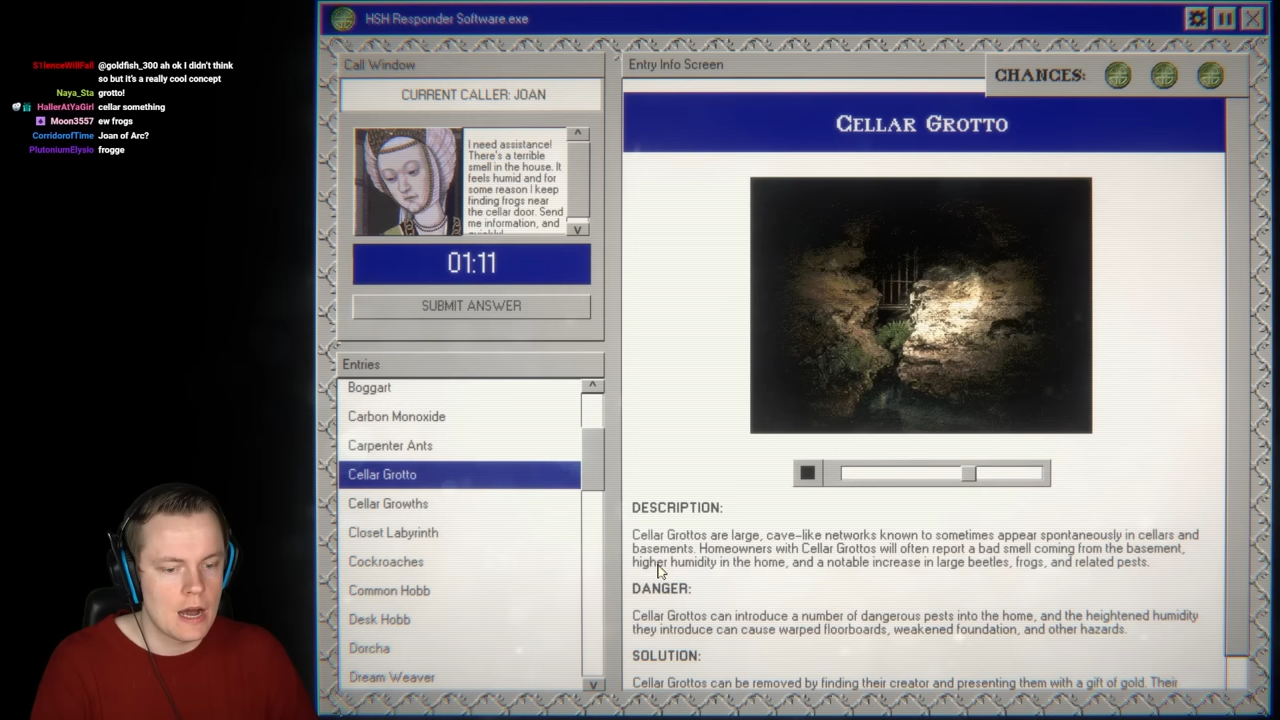 HSH Responder Software.exe
S1lenceWillFall @goldfish_300 ah ok I didn't think
so but it's a really cool concept
Naya_Sta grotto!
HallerAtYaGirl cellar something
Moon3557 ew frogs
CorridorofTime Joan of Arc?
PlutoniumElysio frogge
Call Window
CURRENT CALLER: JOAN
I need assistance!
There's a terrible
smell in the house. It
feels humid and for
some reason I keep
finding frogs near
the cellar door. Send
me information, and
01:11
SUBMIT ANSWER
Entries
Boggart
Carbon Monoxide
Carpenter Ants
Cellar Grotto
Cellar Growths
Closet Labyrinth
Cockroaches
Common Hobb
Desk Hobb
Dorcha
Dream Weaver
Entry Info Screen
CHANCES:
CELLAR GROTTO
DESCRIPTION:
Cellar Grottos are large, cave-like networks known to sometimes appear spontaneously in cellars and
basements. Homeowners with Cellar Grottos will often report a bad smell coming from the basement,
higher humidity in the home, and a notable increase in large beetles, frogs, and related pests.
DANGER:
Cellar Grottos can introduce a number of dangerous pests into the home, and the heightened humidity
they introduce can cause warped floorboards, weakened foundation, and other hazards.
SOLUTION:
Cellar Grottos can be removed by finding their creator and presenting them with a gift of gold. Their